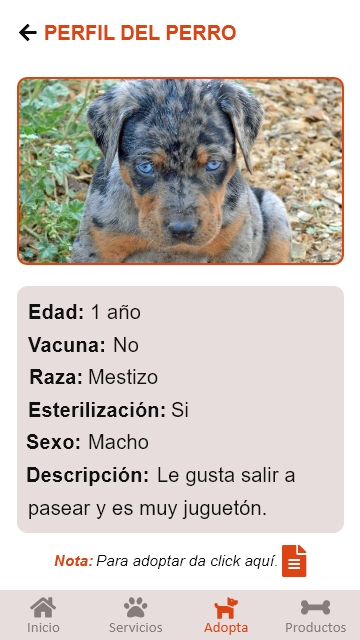 PERFIL DEL PERRO
Edad: 1 año
Vacuna: No
Raza: Mestizo
Esterilización: Si
Sexo: Macho
Descripción: Le gusta salir a
pasear y es muy juguetón.
Nota: Para adoptar da click aquí.
Inicio
Servicios
Adopta
Productos